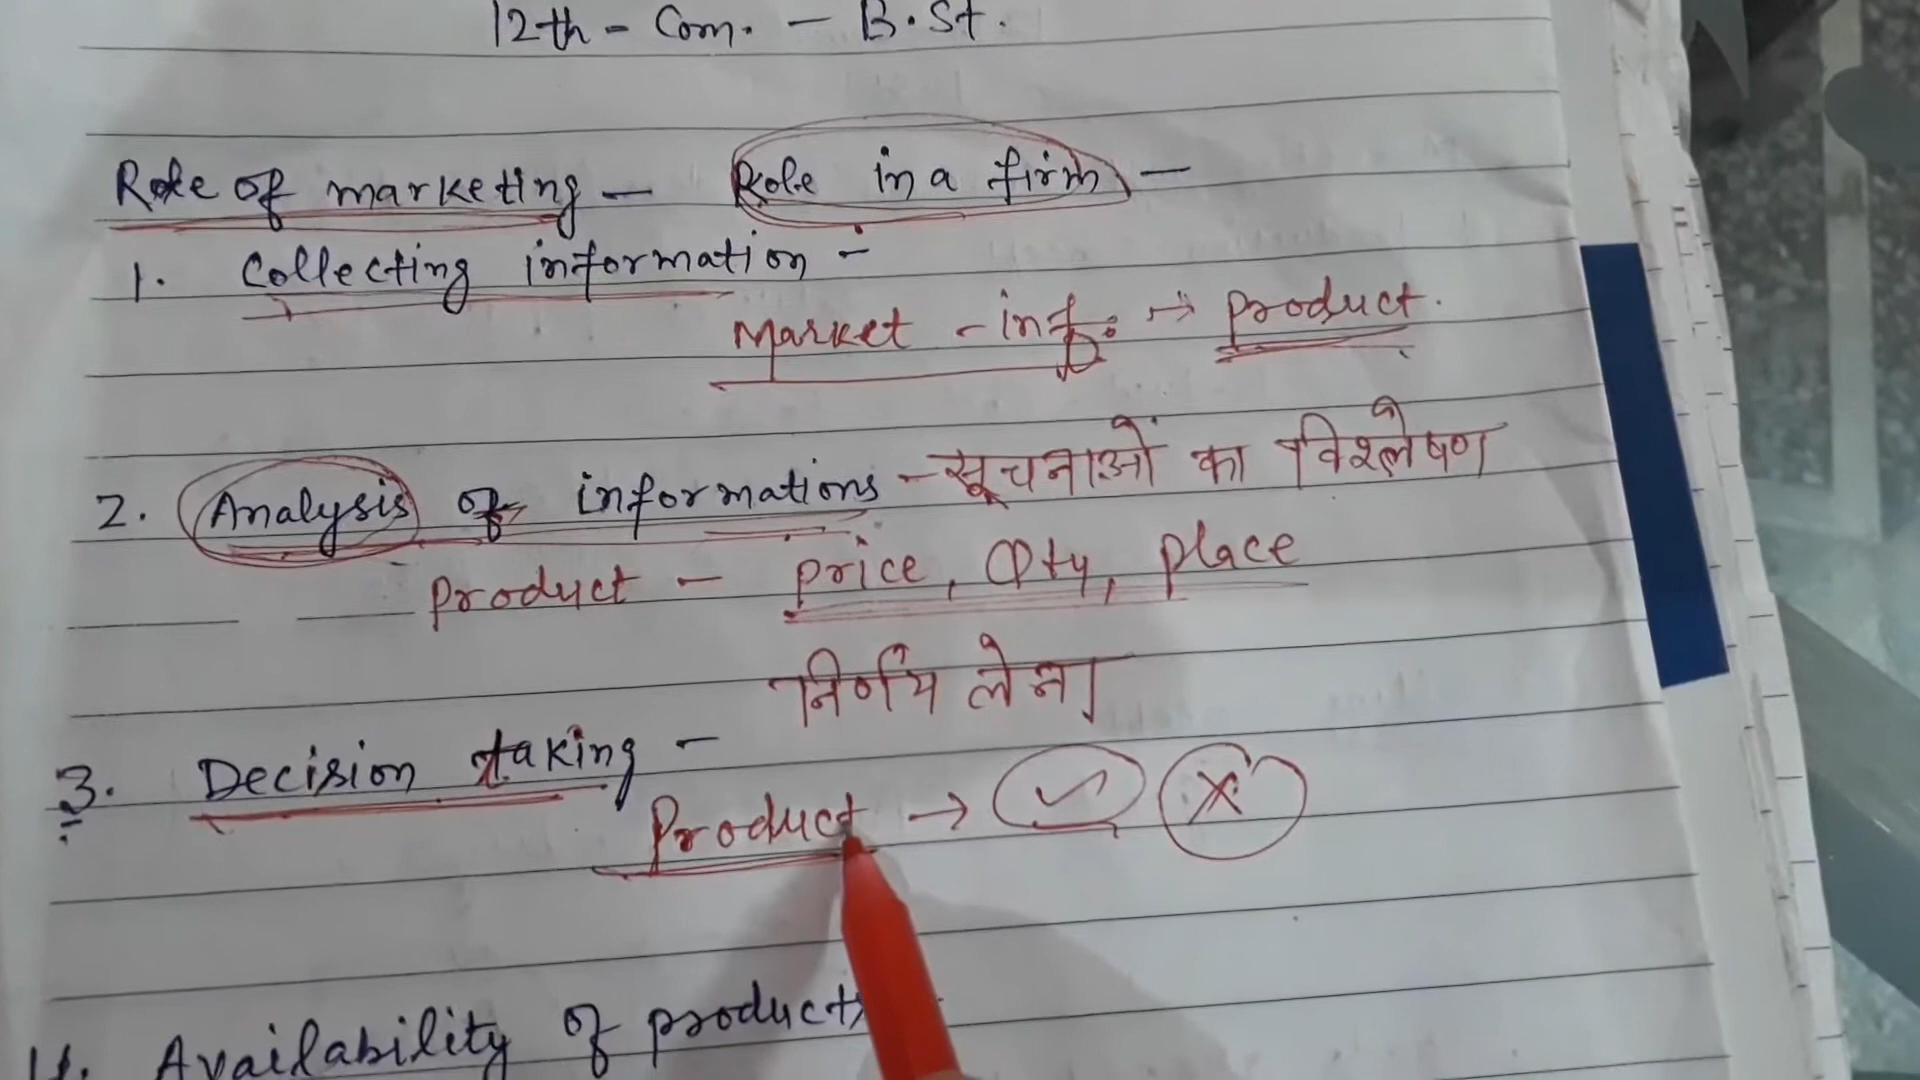 12th - Com. - B.St.
Role of marketing - Role in a firm -
1. Collecting information -
Market - inf. → Product.
2. Analysis of informations - सूचनाओं का विश्लेषण
Product - Price, Qty, Place
निर्णय लेना
3. Decision taking -
Product → ✓ X
4. Availability of products